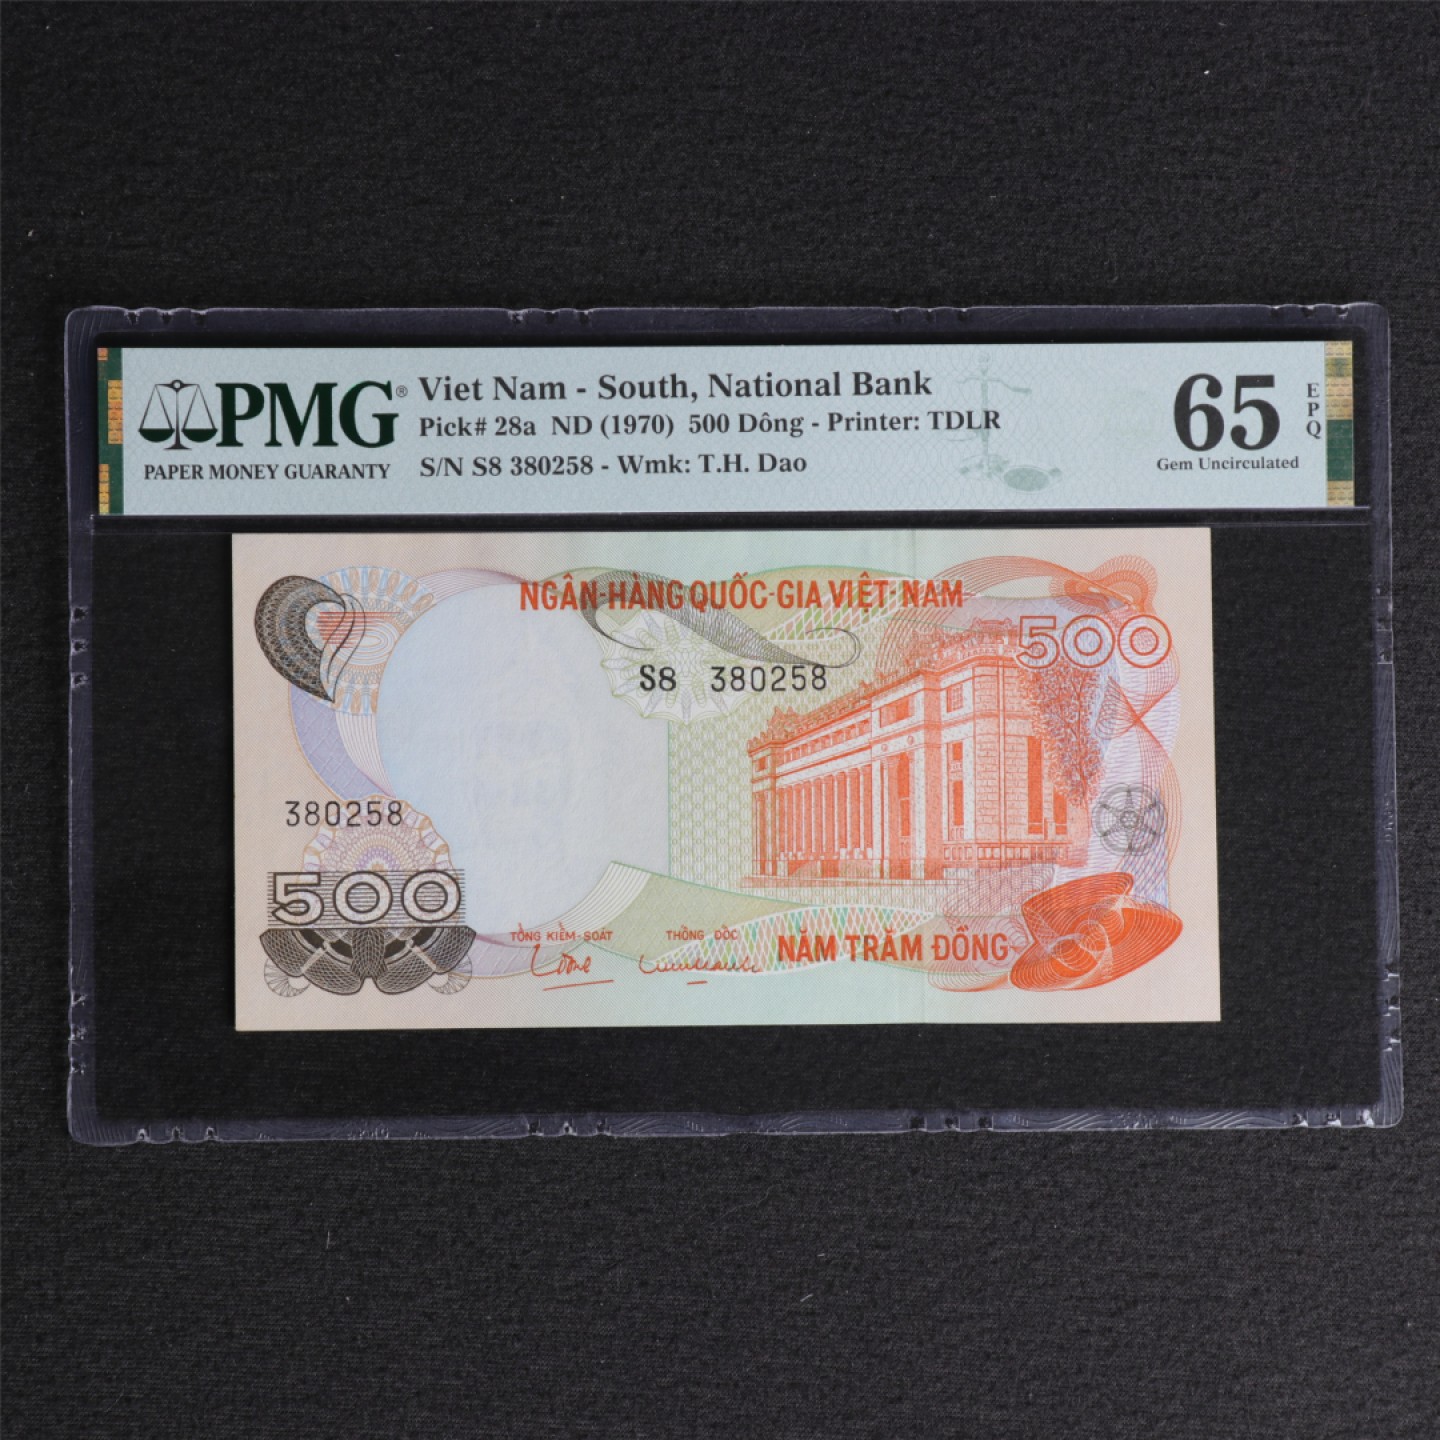 PMG®
PAPER MONEY GUARANTY
Viet Nam - South, National Bank
Pick# 28a ND (1970) 500 Dông - Printer: TDLR
S/N S8 380258 - Wmk: T.H. Dao
65
EPQ
Gem Uncirculated
NGÂN-HÀNG QUỐC-GIA VIỆT-NAM
500
S8 380258
380258
500
TỔNG KIỂM-SOÁT
THỐNG ĐỐC
NĂM TRĂM ĐỒNG